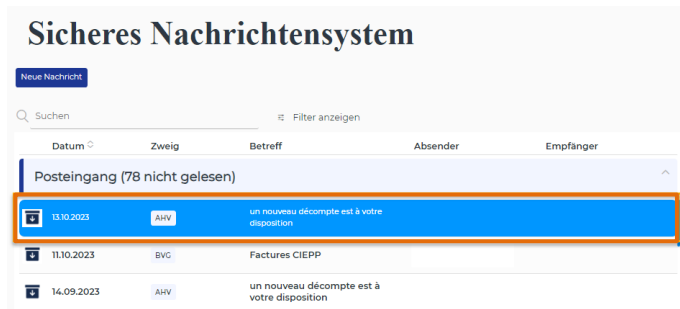 Sicheres Nachrichtensystem
Neue Nachricht
Suchen
Filter anzeigen
Datum Zweig Betreff Absender Empfänger
Posteingang (78 nicht gelesen)
13.10.2023 AHV un nouveau décompte est à votre
disposition
11.10.2023 BVG Factures CIEPP
14.09.2023 AHV un nouveau décompte est à
votre disposition